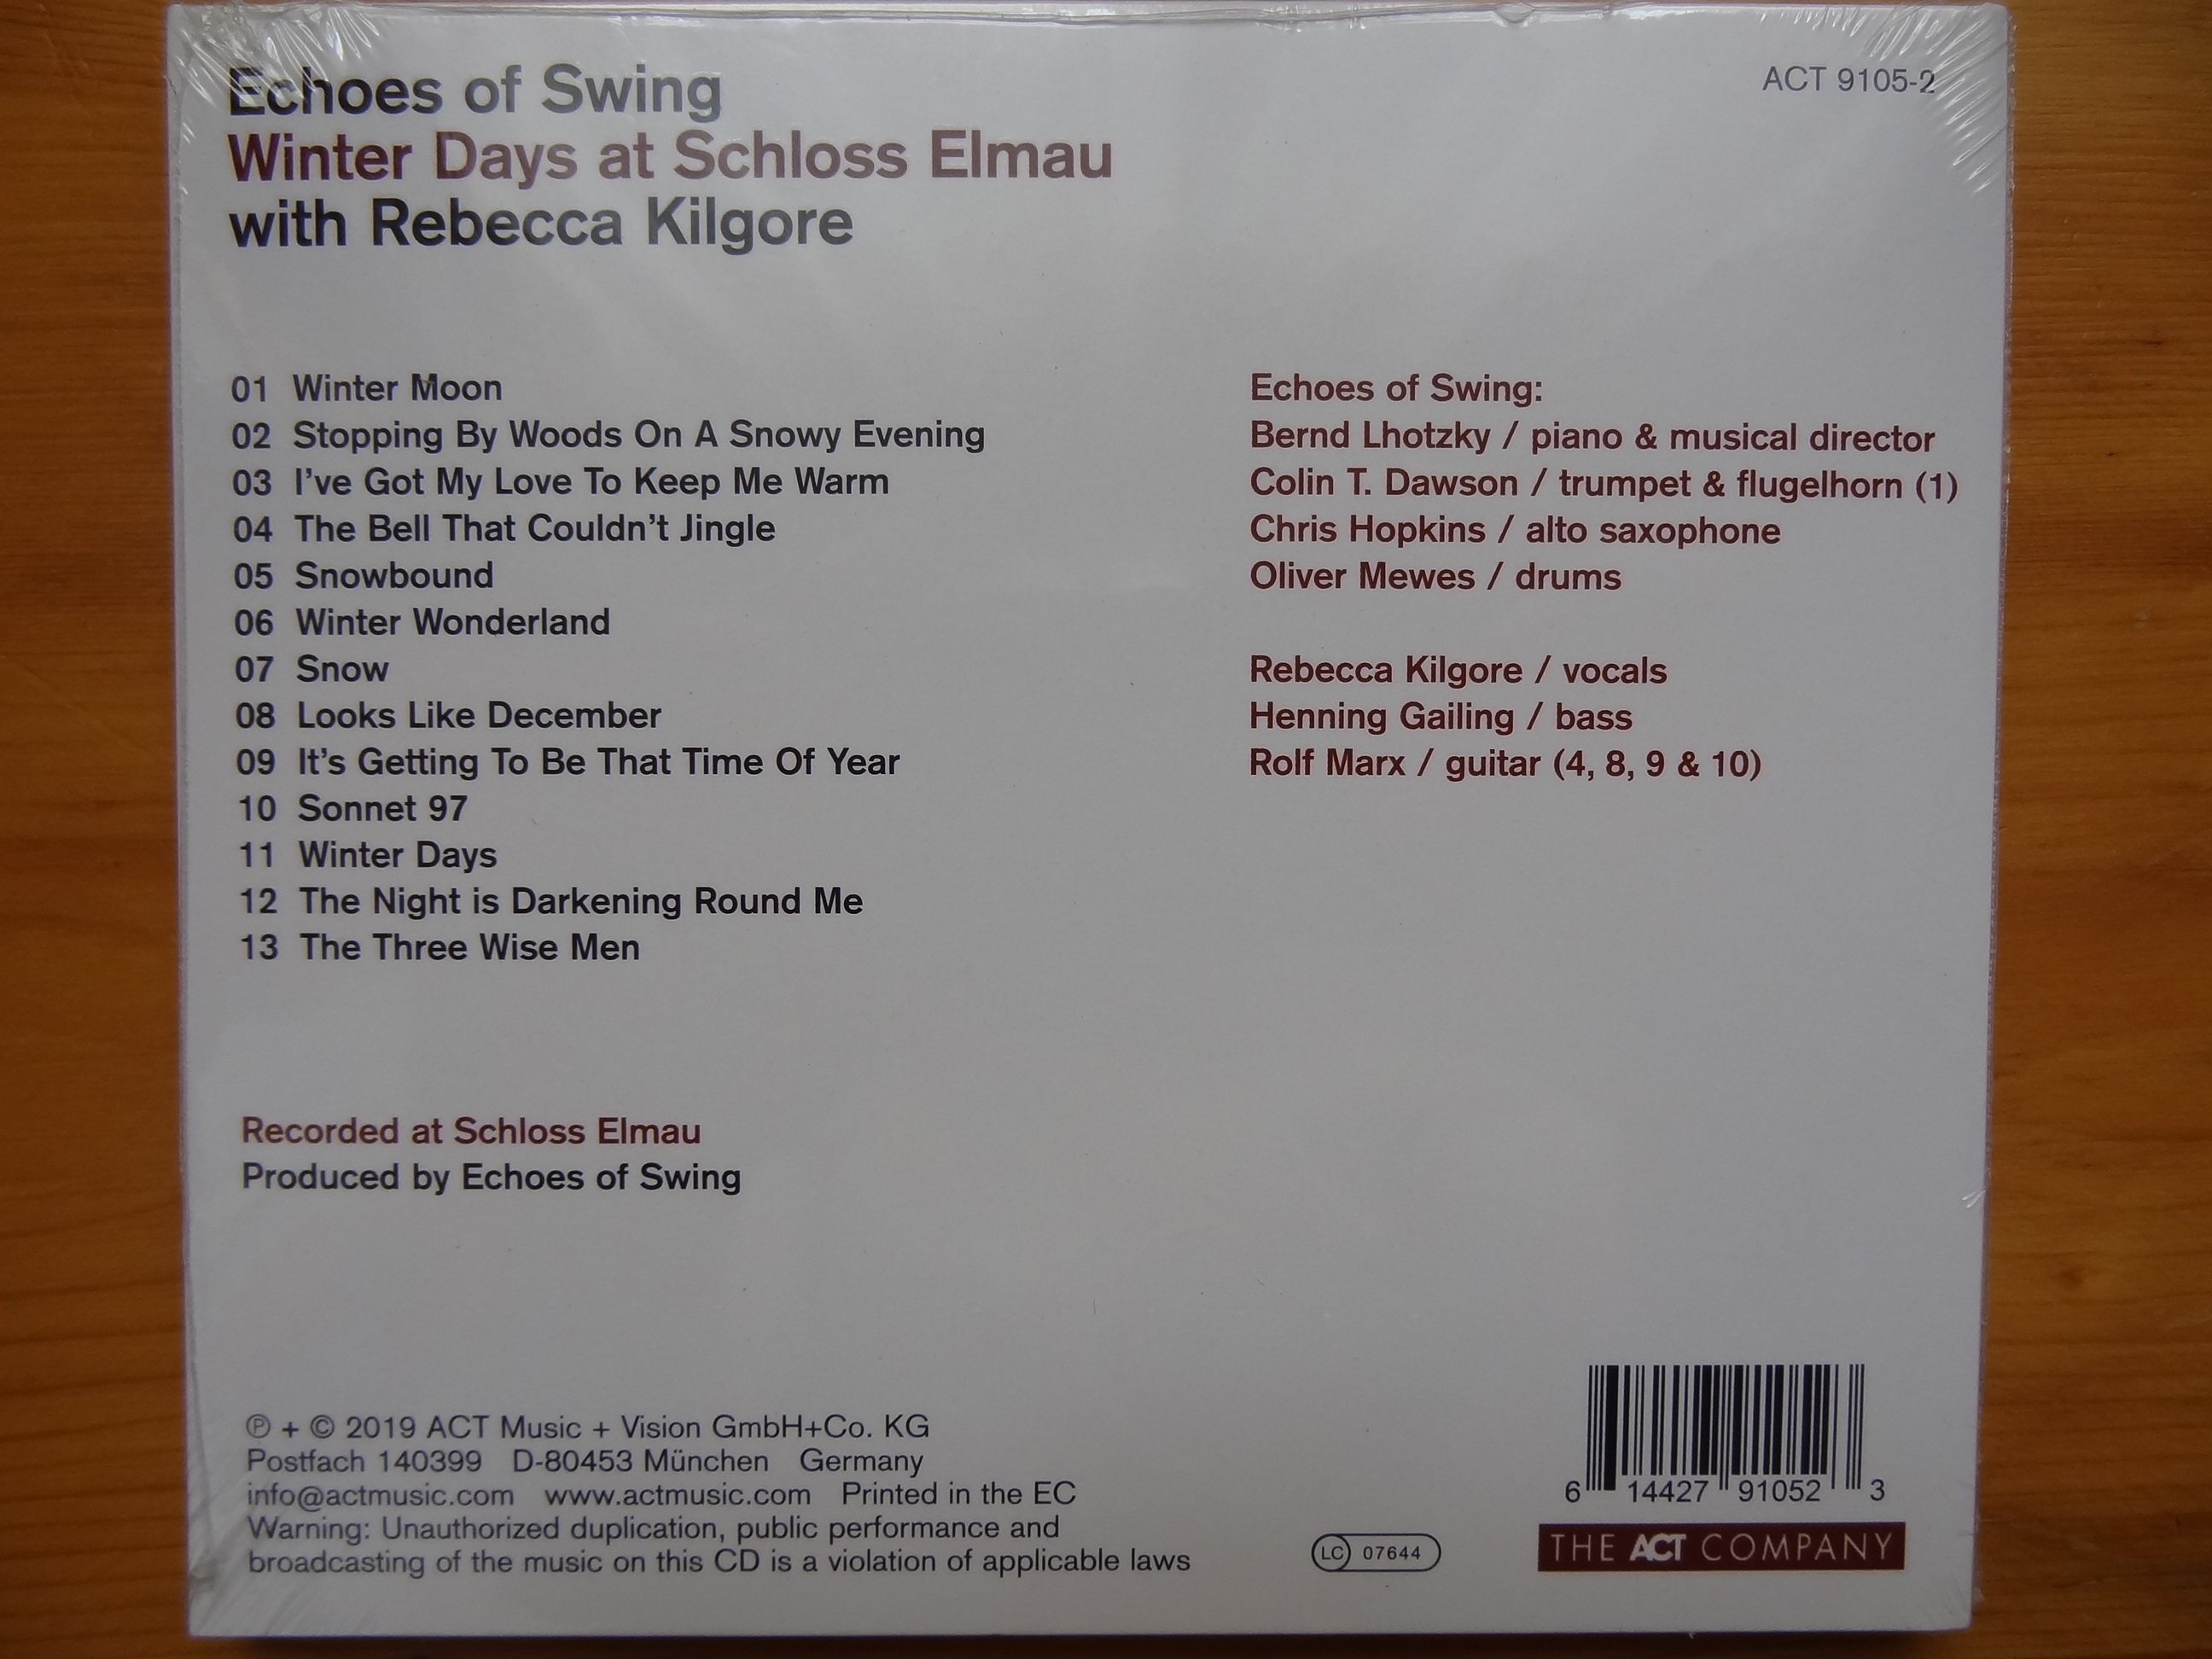 Echoes of Swing
Winter Days at Schloss Elmau
with Rebecca Kilgore
ACT 9105-2
01 Winter Moon
02 Stopping By Woods On A Snowy Evening
03 I've Got My Love To Keep Me Warm
04 The Bell That Couldn't Jingle
05 Snowbound
06 Winter Wonderland
07 Snow
08 Looks Like December
09 It's Getting To Be That Time Of Year
10 Sonnet 97
11 Winter Days
12 The Night is Darkening Round Me
13 The Three Wise Men
Echoes of Swing:
Bernd Lhotzky / piano & musical director
Colin T. Dawson / trumpet & flugelhorn (1)
Chris Hopkins / alto saxophone
Oliver Mewes / drums
Rebecca Kilgore / vocals
Henning Gailing / bass
Rolf Marx / guitar (4, 8, 9 & 10)
Recorded at Schloss Elmau
Produced by Echoes of Swing
℗ + © 2019 ACT Music + Vision GmbH+Co. KG
Postfach 140399 D-80453 München Germany
info@actmusic.com www.actmusic.com Printed in the EC
Warning: Unauthorized duplication, public performance and
broadcasting of the music on this CD is a violation of applicable laws
LC 07644
6 14427 91052 3
THE ACT COMPANY